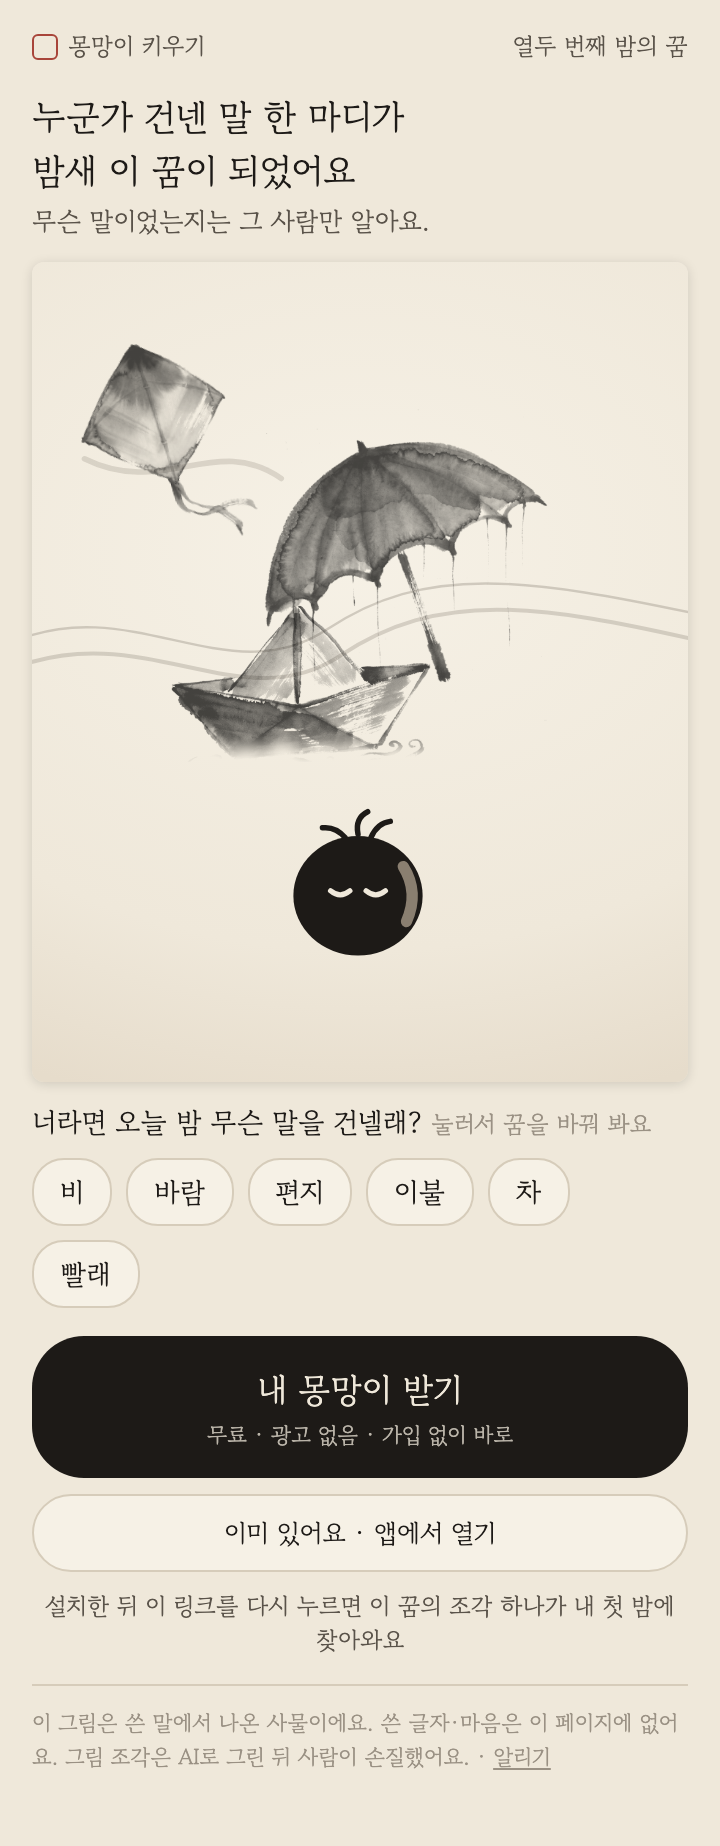 몽망이 키우기
열두 번째 밤의 꿈
누군가 건넨 말 한 마디가
밤새 이 꿈이 되었어요
무슨 말이었는지는 그 사람만 알아요.
너라면 오늘 밤 무슨 말을 건넬래? 눌러서 꿈을 바꿔 봐요
비 바람 편지 이불 차
빨래
내 몽망이 받기
무료 · 광고 없음 · 가입 없이 바로
이미 있어요 · 앱에서 열기
설치한 뒤 이 링크를 다시 누르면 이 꿈의 조각 하나가 내 첫 밤에
찾아와요
이 그림은 쓴 말에서 나온 사물이에요. 쓴 글자·마음은 이 페이지에 없어
요. 그림 조각은 AI로 그린 뒤 사람이 손질했어요. · 알리기